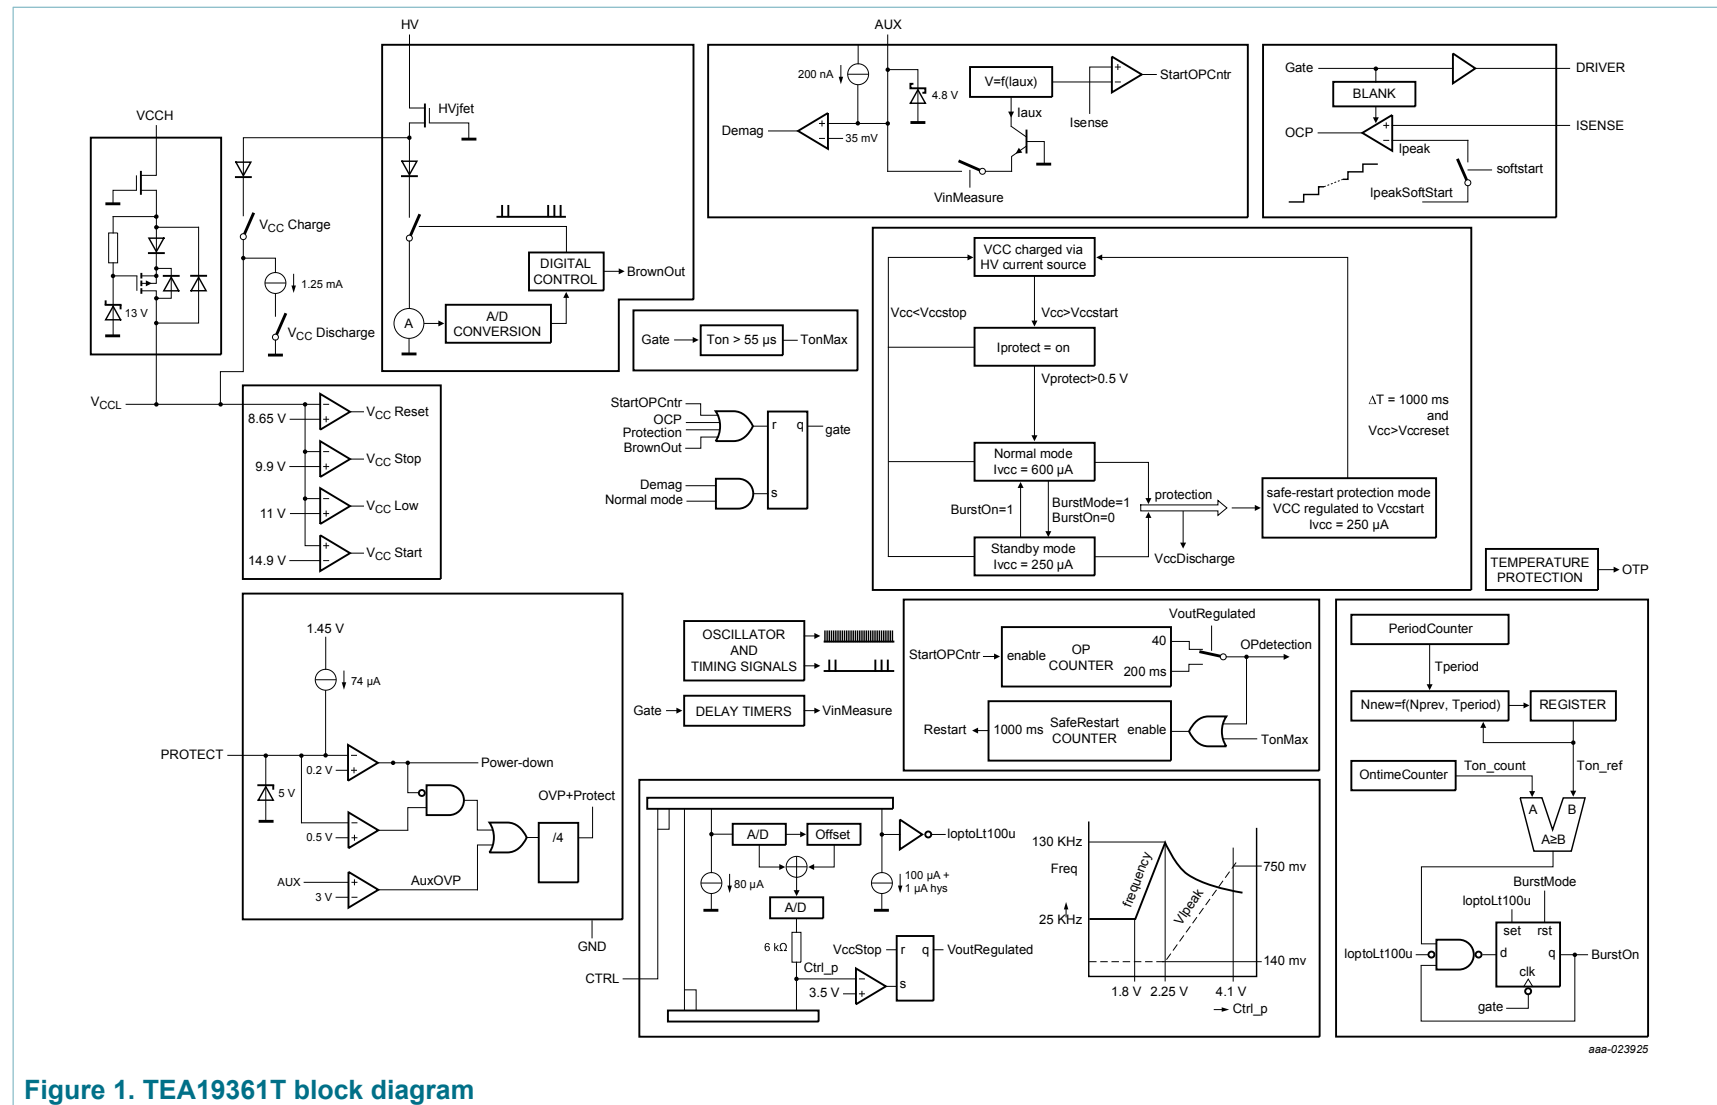 HV
AUX
VCCH
HVjfet
VCC Charge
1.25 mA
VCC Discharge
13 V
A
A/D
CONVERSION
DIGITAL
CONTROL
BrownOut
200 nA
4.8 V
Demag
+
−
35 mV
V=f(Iaux)
Iaux
+
−
StartOPCntr
Isense
VinMeasure
Gate
DRIVER
BLANK
OCP
+
−
ISENSE
Ipeak
softstart
IpeakSoftStart
Gate
Ton > 55 µs
TonMax
VCC charged via
HV current source
Vcc<Vccstop
Vcc>Vccstart
Iprotect = on
Vprotect>0.5 V
ΔT = 1000 ms
and
Vcc>Vccreset
Normal mode
Ivcc = 600 µA
BurstOn=1
BurstMode=1
BurstOn=0
protection
safe-restart protection mode
VCC regulated to Vccstart
Ivcc = 250 µA
Standby mode
Ivcc = 250 µA
VccDischarge
VCCL
−
8.65 V
+
VCC Reset
−
9.9 V
+
VCC Stop
−
11 V
+
VCC Low
−
14.9 V
+
VCC Start
StartOPCntr
OCP
Protection
BrownOut
r
q
gate
Demag
Normal mode
s
TEMPERATURE
PROTECTION
OTP
1.45 V
74 µA
PROTECT
−
0.2 V
+
Power-down
5 V
−
0.5 V
+
OVP+Protect
/4
AUX
+
3 V
−
AuxOVP
GND
OSCILLATOR
AND
TIMING SIGNALS
Gate
DELAY TIMERS
VinMeasure
VoutRegulated
StartOPCntr
enable
OP
COUNTER
40
200 ms
OPdetection
Restart
1000 ms
SafeRestart
COUNTER
enable
TonMax
PeriodCounter
Tperiod
Nnew=f(Nprev, Tperiod)
REGISTER
OntimeCounter
Ton_count
Ton_ref
A
B
A≥B
BurstMode
IoptoLt100u
set
rst
IoptoLt100u
d
q
BurstOn
clk
gate
A/D
Offset
IoptoLt100u
80 µA
100 µA +
1 µA hys
A/D
6 kΩ
VccStop
r
q
VoutRegulated
Ctrl_p
s
CTRL
−
3.5 V
+
130 KHz
Freq
25 KHz
frequency
VIpeak
750 mv
140 mv
1.8 V
2.25 V
4.1 V
Ctrl_p
aaa-023925
Figure 1. TEA19361T block diagram